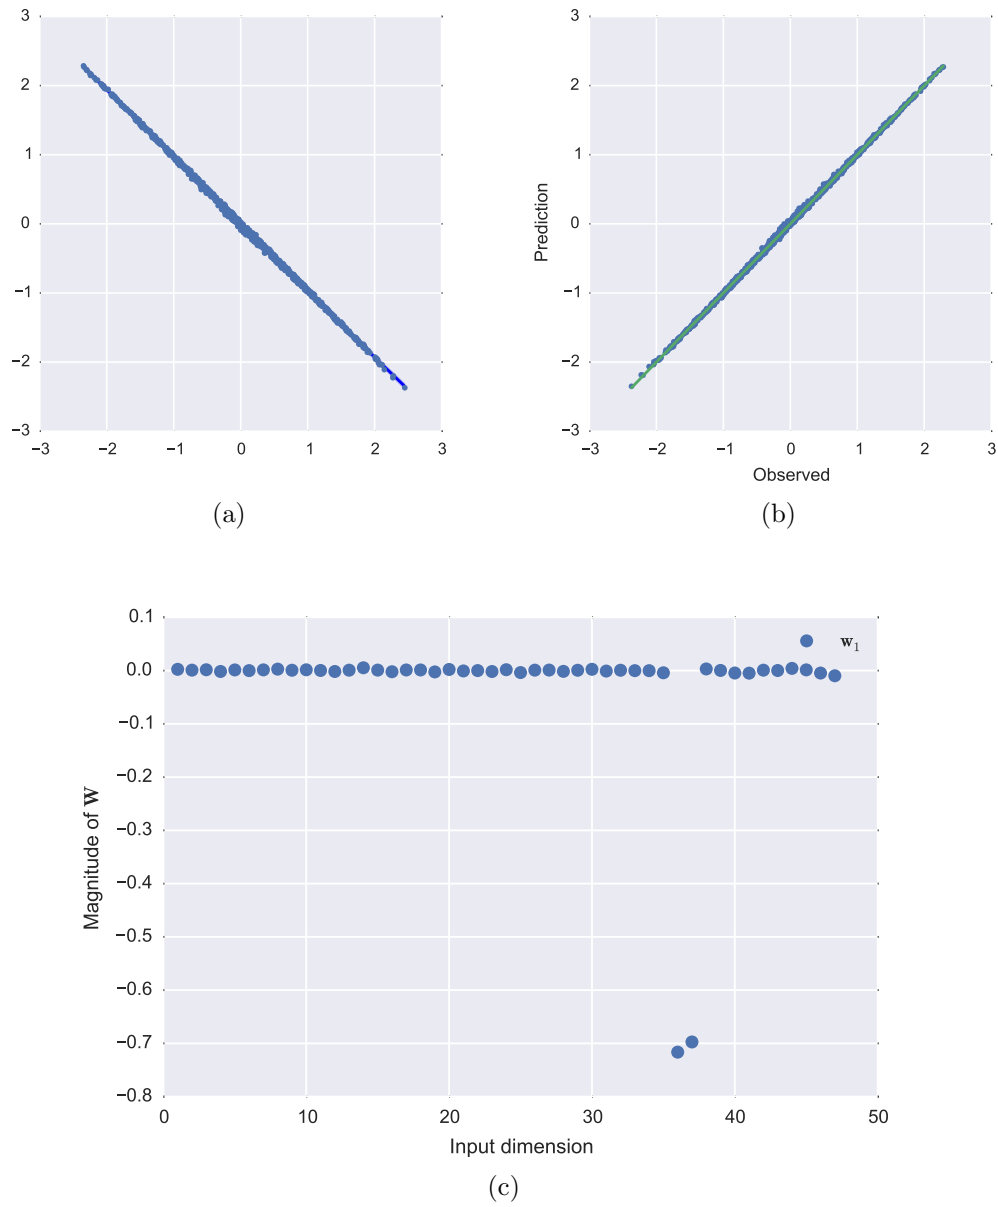 3
2
1
0
−1
−2
−3
−3 −2 −1 0 1 2 3
(a)
3
2
1
0
−1
−2
−3
Prediction
−3 −2 −1 0 1 2 3
Observed
(b)
0.1
0.0
−0.1
−0.2
−0.3
−0.4
−0.5
−0.6
−0.7
−0.8
Magnitude of W
w₁
0 10 20 30 40 50
Input dimension
(c)